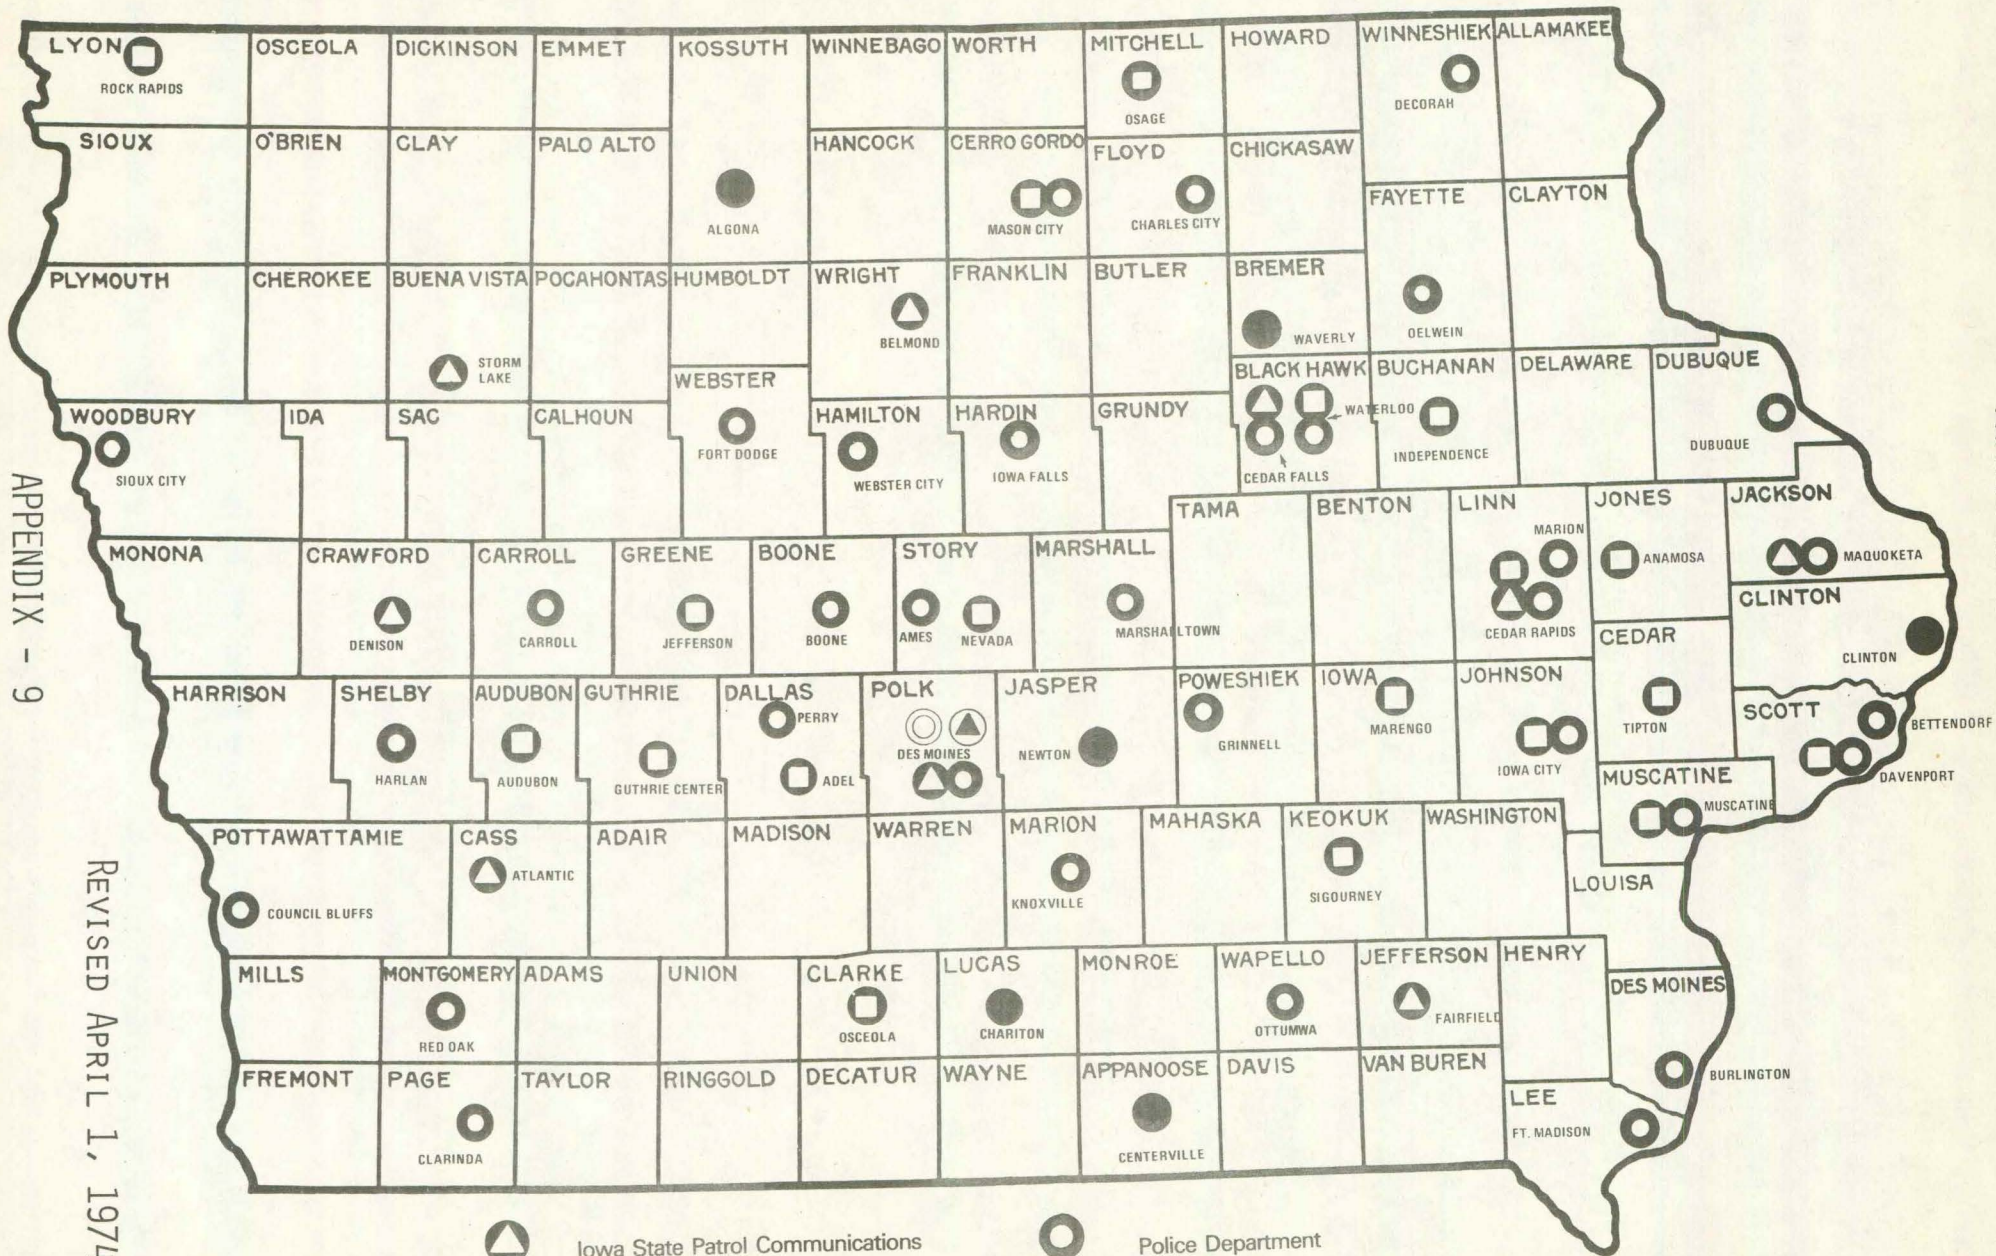 LYON
ROCK RAPIDS
OSCEOLA
DICKINSON
EMMET
KOSSUTH
ALGONA
WINNEBAGO
WORTH
MITCHELL
OSAGE
HOWARD
WINNESHIEK
DECORAH
ALLAMAKEE
SIOUX
O'BRIEN
CLAY
PALO ALTO
HANCOCK
CERRO GORDO
MASON CITY
FLOYD
CHARLES CITY
CHICKASAW
FAYETTE
OELWEIN
CLAYTON
PLYMOUTH
CHEROKEE
BUENA VISTA
STORM
LAKE
POCAHONTAS
HUMBOLDT
WRIGHT
BELMOND
FRANKLIN
BUTLER
BREMER
WAVERLY
WEBSTER
FORT DODGE
BLACK HAWK
WATERLOO
CEDAR FALLS
BUCHANAN
INDEPENDENCE
DELAWARE
DUBUQUE
DUBUQUE
WOODBURY
SIOUX CITY
IDA
SAC
CALHOUN
HAMILTON
WEBSTER CITY
HARDIN
IOWA FALLS
GRUNDY
TAMA
BENTON
LINN
MARION
CEDAR RAPIDS
JONES
ANAMOSA
JACKSON
MAQUOKETA
MONONA
CRAWFORD
DENISON
CARROLL
CARROLL
GREENE
JEFFERSON
BOONE
BOONE
STORY
AMES
NEVADA
MARSHALL
MARSHALLTOWN
CLINTON
CLINTON
CEDAR
TIPTON
HARRISON
SHELBY
HARLAN
AUDUBON
AUDUBON
GUTHRIE
GUTHRIE CENTER
DALLAS
PERRY
ADEL
POLK
DES MOINES
JASPER
NEWTON
POWESHIEK
GRINNELL
IOWA
MARENGO
JOHNSON
IOWA CITY
SCOTT
BETTENDORF
DAVENPORT
MUSCATINE
MUSCATINE
POTTAWATTAMIE
COUNCIL BLUFFS
CASS
ATLANTIC
ADAIR
MADISON
WARREN
MARION
KNOXVILLE
MAHASKA
KEOKUK
SIGOURNEY
WASHINGTON
LOUISA
MILLS
MONTGOMERY
RED OAK
ADAMS
UNION
CLARKE
OSCEOLA
LUCAS
CHARITON
MONROE
WAPELLO
OTTUMWA
JEFFERSON
FAIRFIELD
HENRY
DES MOINES
BURLINGTON
FREMONT
PAGE
CLARINDA
TAYLOR
RINGGOLD
DECATUR
WAYNE
APPANOOSE
CENTERVILLE
DAVIS
VAN BUREN
LEE
FT. MADISON
Iowa State Patrol Communications
Police Department
APPENDIX - 9
REVISED APRIL 1, 1974